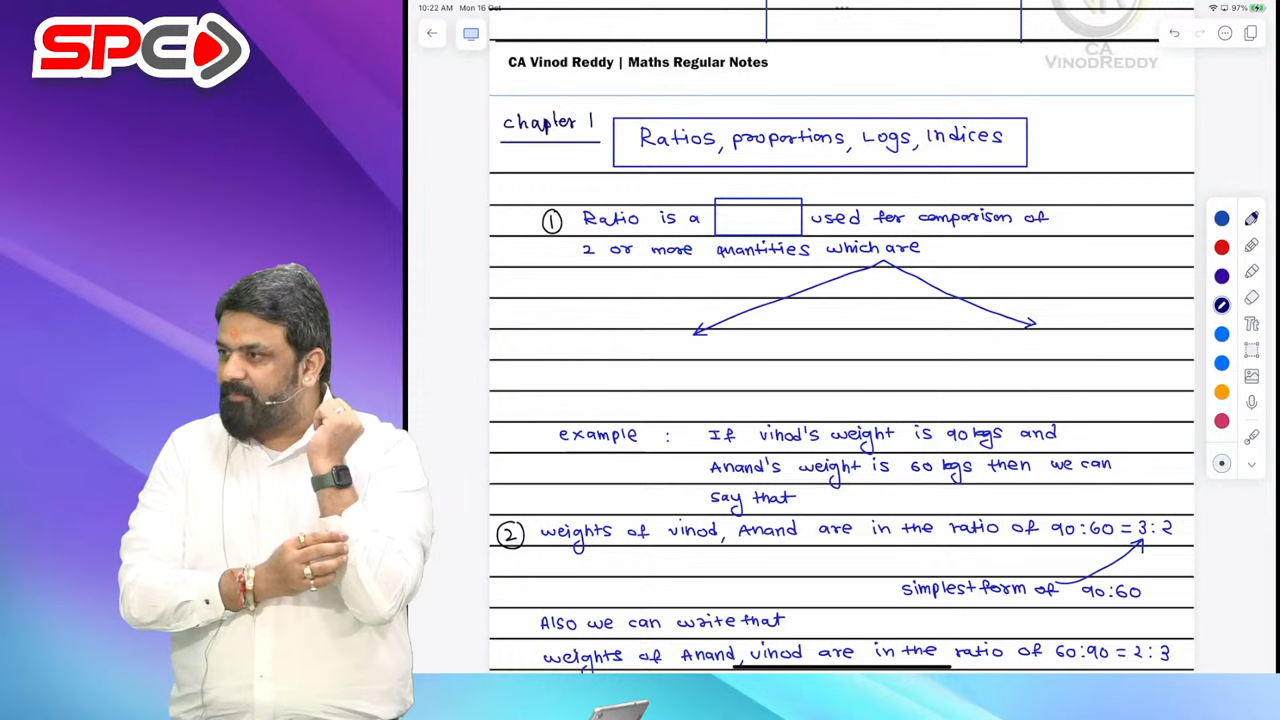 10:22 AM Mon 16 Oct
97%
SPC
CA
VINODREDDY
CA Vinod Reddy | Maths Regular Notes
chapter 1
Ratios, proportions, Logs, Indices
① Ratio is a used for comparison of
2 or more quantities which are
example : If vinod's weight is 90 kgs and
Anand's weight is 60 kgs then we can
say that
② weights of vinod, Anand are in the ratio of 90:60 = 3:2
simplest form of 90:60
Also we can write that
weights of Anand, vinod are in the ratio of 60:90 = 2:3
Tt